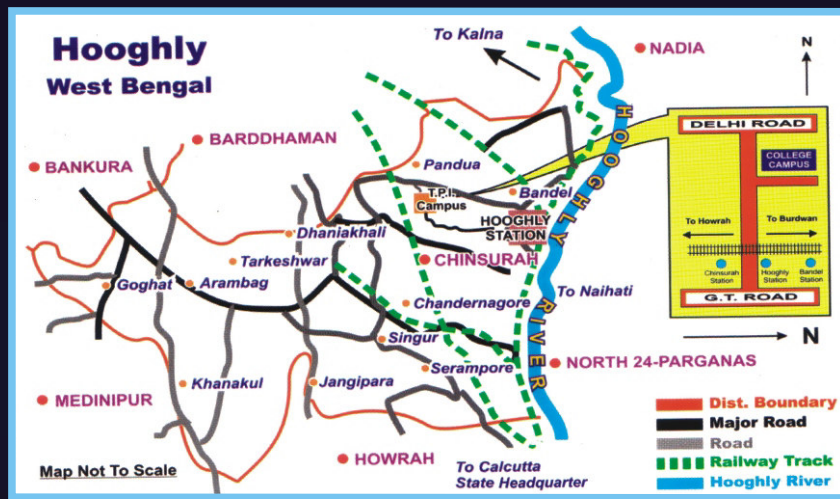 Hooghly
West Bengal
To Kalna
NADIA
N
BARDDHAMAN
BANKURA
Pandua
T.P.I.
Campus
Bandel
HOOGHLY
STATION
HOOGHLY RIVER
Dhaniakhali
Tarkeshwar
CHINSURAH
Goghat
Arambag
Chandernagore
To Naihati
Singur
Serampore
NORTH 24-PARGANAS
Khanakul
Jangipara
MEDINIPUR
HOWRAH
To Calcutta
State Headquarter
Map Not To Scale
DELHI ROAD
COLLEGE
CAMPUS
To Howrah
To Burdwan
Chinsurah
Station
Hooghly
Station
Bandel
Station
G.T. ROAD
N
Dist. Boundary
Major Road
Road
Railway Track
Hooghly River